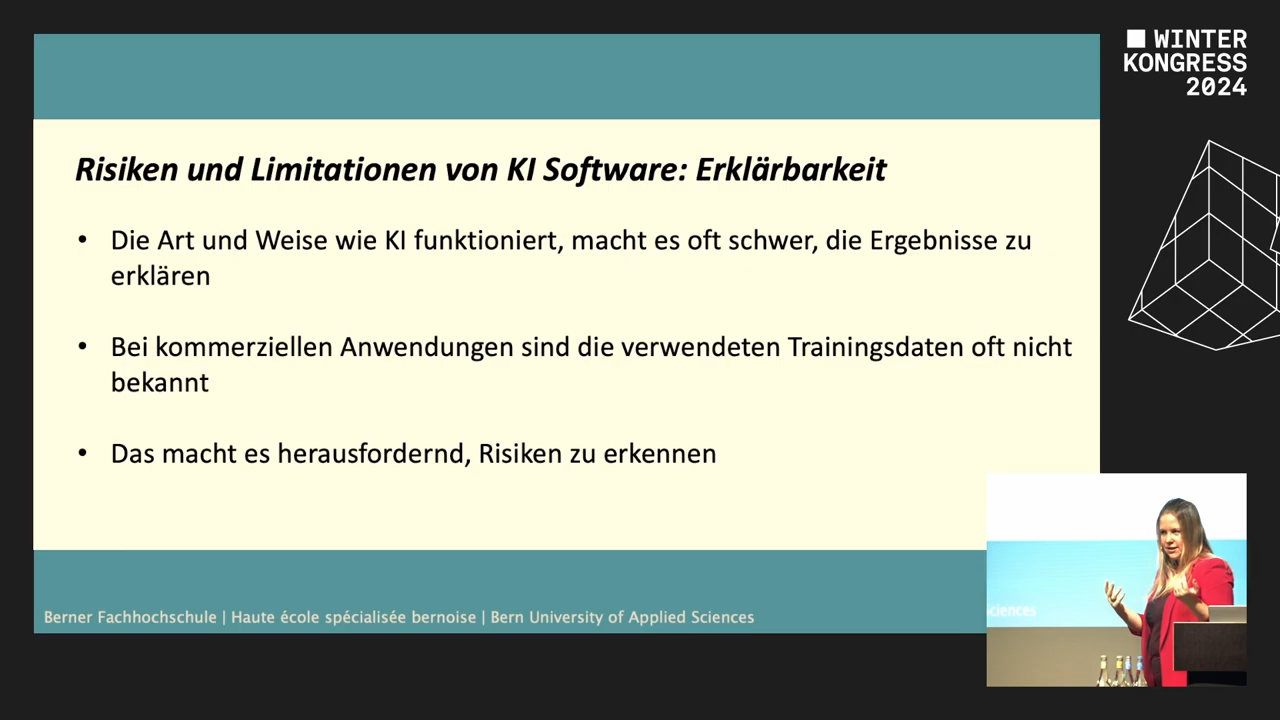 WINTER
KONGRESS
2024
Risiken und Limitationen von KI Software: Erklärbarkeit
• Die Art und Weise wie KI funktioniert, macht es oft schwer, die Ergebnisse zu
erklären
• Bei kommerziellen Anwendungen sind die verwendeten Trainingsdaten oft nicht
bekannt
• Das macht es herausfordernd, Risiken zu erkennen
Berner Fachhochschule | Haute école spécialisée bernoise | Bern University of Applied Sciences
Sciences